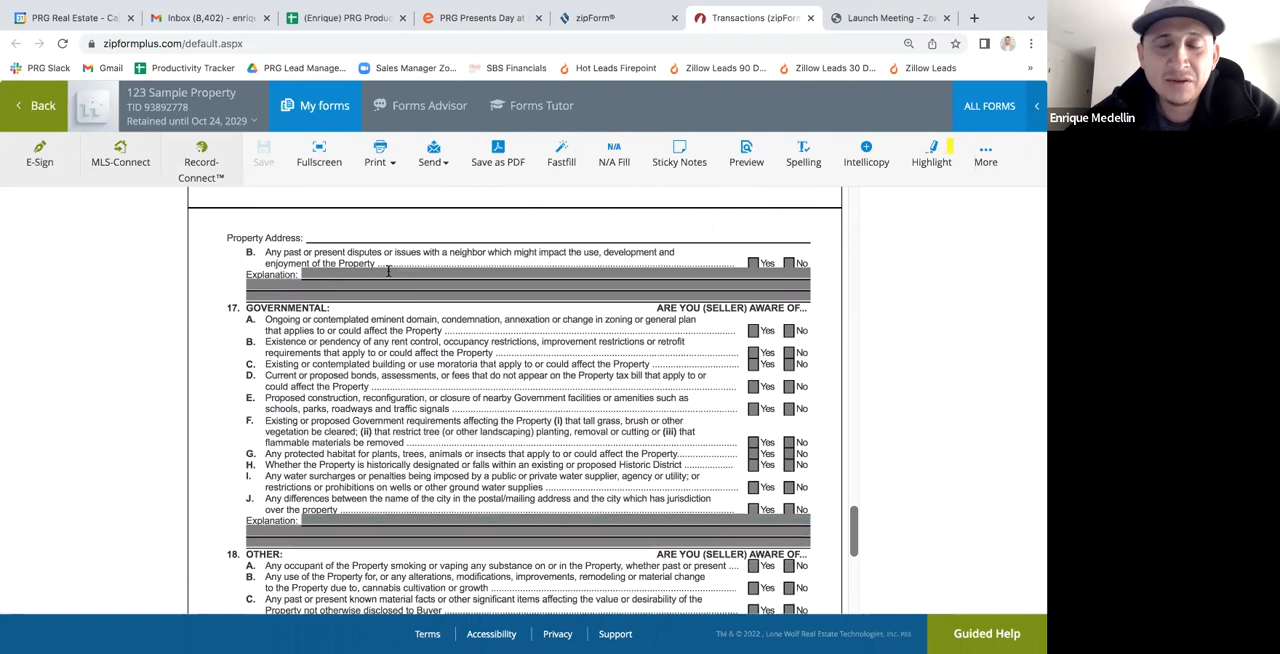 PRG Real Estate - Ca
Inbox (8,402) - enriq
(Enrique) PRG Produc
PRG Presents Day at
zipForm®
Transactions (zipForm
Launch Meeting - Zo
zipformplus.com/default.aspx
PRG Slack
Gmail
Productivity Tracker
PRG Lead Manage...
Sales Manager Zo...
SBS Financials
Hot Leads Firepoint
Zillow Leads 90 D...
Zillow Leads 30 D...
Zillow Leads
Back
123 Sample Property
TID 93892778
Retained until Oct 24, 2029
My forms
Forms Advisor
Forms Tutor
ALL FORMS
Enrique Medellin
E-Sign
MLS-Connect
Record-
Connect™
Save
Fullscreen
Print
Send
Save as PDF
Fastfill
N/A
N/A Fill
Sticky Notes
Preview
Spelling
Intellicopy
Highlight
More
Property Address:
B. Any past or present disputes or issues with a neighbor which might impact the use, development and
enjoyment of the Property Yes No
Explanation:
17. GOVERNMENTAL: ARE YOU (SELLER) AWARE OF...
A. Ongoing or contemplated eminent domain, condemnation, annexation or change in zoning or general plan
that applies to or could affect the Property Yes No
B. Existence or pendency of any rent control, occupancy restrictions, improvement restrictions or retrofit
requirements that apply to or could affect the Property Yes No
C. Existing or contemplated building or use moratoria that apply to or could affect the Property Yes No
D. Current or proposed bonds, assessments, or fees that do not appear on the Property tax bill that apply to or
could affect the Property Yes No
E. Proposed construction, reconfiguration, or closure of nearby Government facilities or amenities such as
schools, parks, roadways and traffic signals Yes No
F. Existing or proposed Government requirements affecting the Property (i) that tall grass, brush or other
vegetation be cleared; (ii) that restrict tree (or other landscaping) planting, removal or cutting or (iii) that
flammable materials be removed Yes No
G. Any protected habitat for plants, trees, animals or insects that apply to or could affect the Property Yes No
H. Whether the Property is historically designated or falls within an existing or proposed Historic District Yes No
I. Any water surcharges or penalties being imposed by a public or private water supplier, agency or utility; or
restrictions or prohibitions on wells or other ground water supplies Yes No
J. Any differences between the name of the city in the postal/mailing address and the city which has jurisdiction
over the property Yes No
Explanation:
18. OTHER: ARE YOU (SELLER) AWARE OF...
A. Any occupant of the Property smoking or vaping any substance on or in the Property, whether past or present .... Yes No
B. Any use of the Property for, or any alterations, modifications, improvements, remodeling or material change
to the Property due to, cannabis cultivation or growth Yes No
C. Any past or present known material facts or other significant items affecting the value or desirability of the
Property not otherwise disclosed to Buyer Yes No
Terms
Accessibility
Privacy
Support
™& © 2022 , Lone Wolf Real Estate Technologies, Inc. PES
Guided Help